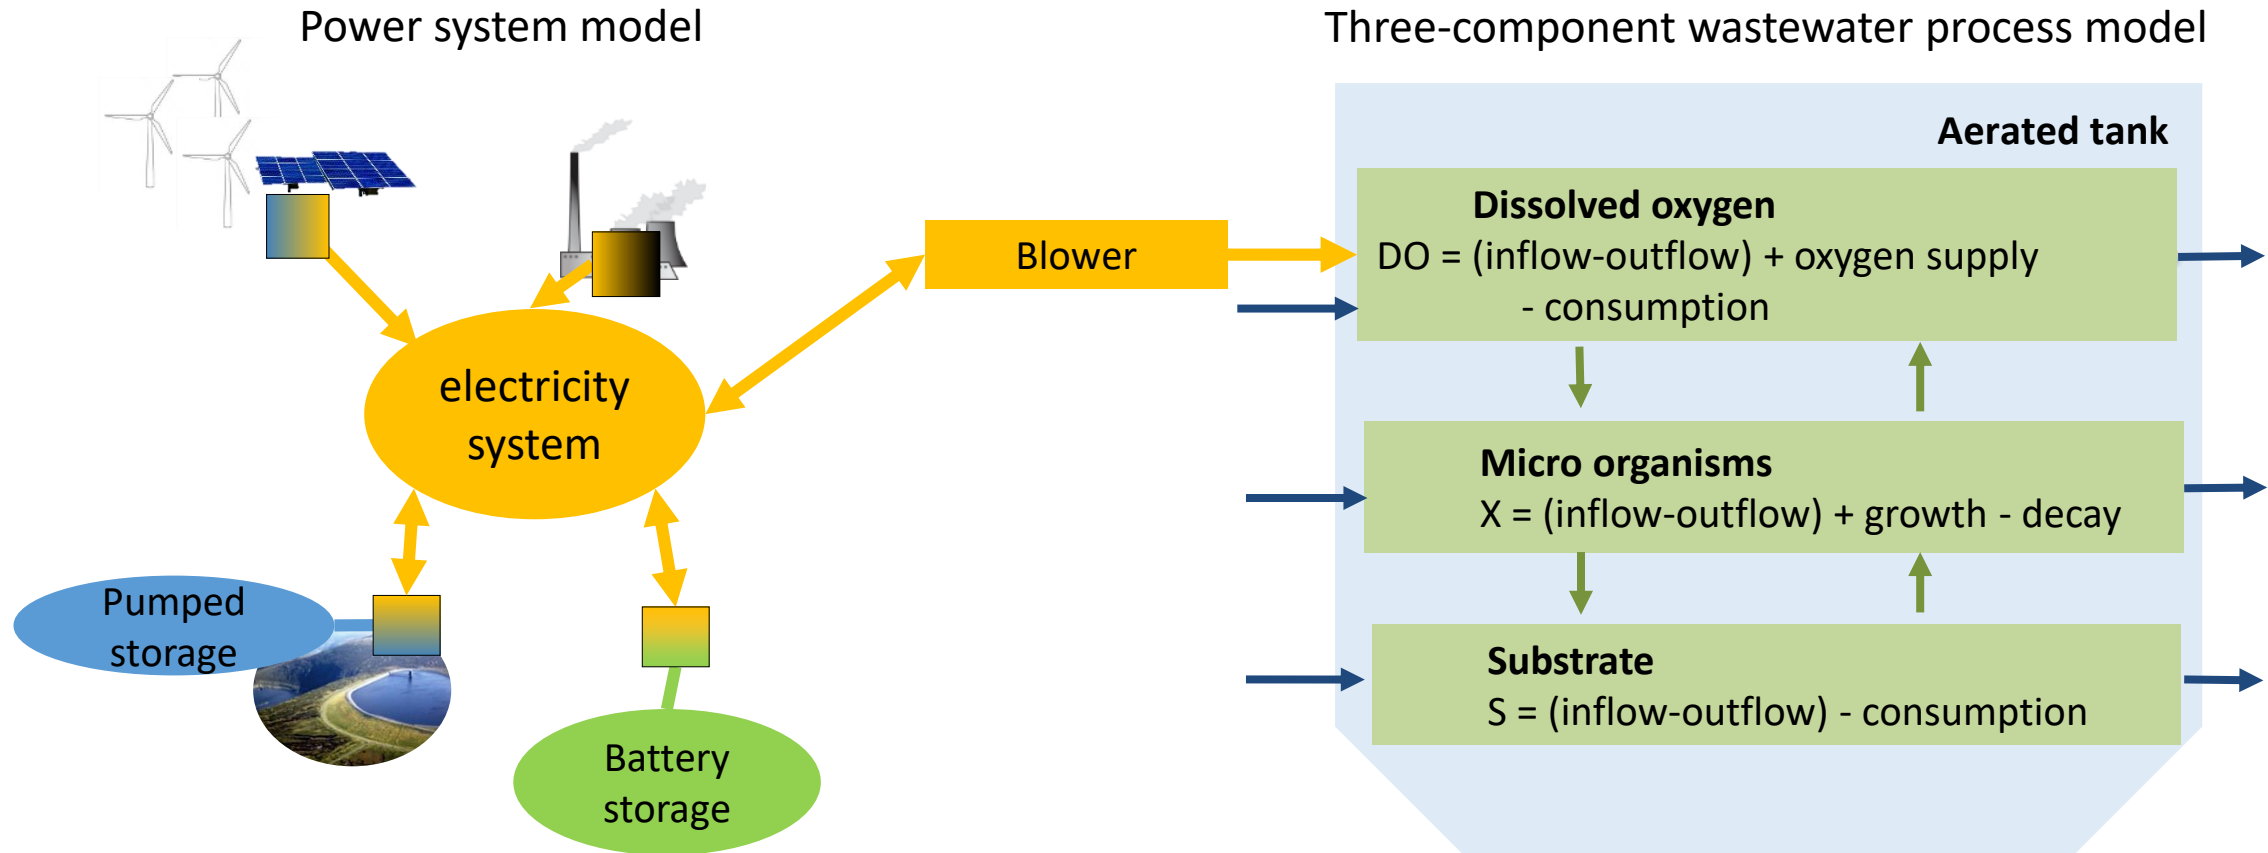 Power system model
Three-component wastewater process model
Aerated tank
Dissolved oxygen
DO = (inflow-outflow) + oxygen supply
- consumption
Blower
electricity
system
Micro organisms
X = (inflow-outflow) + growth - decay
Pumped
storage
Substrate
S = (inflow-outflow) - consumption
Battery
storage